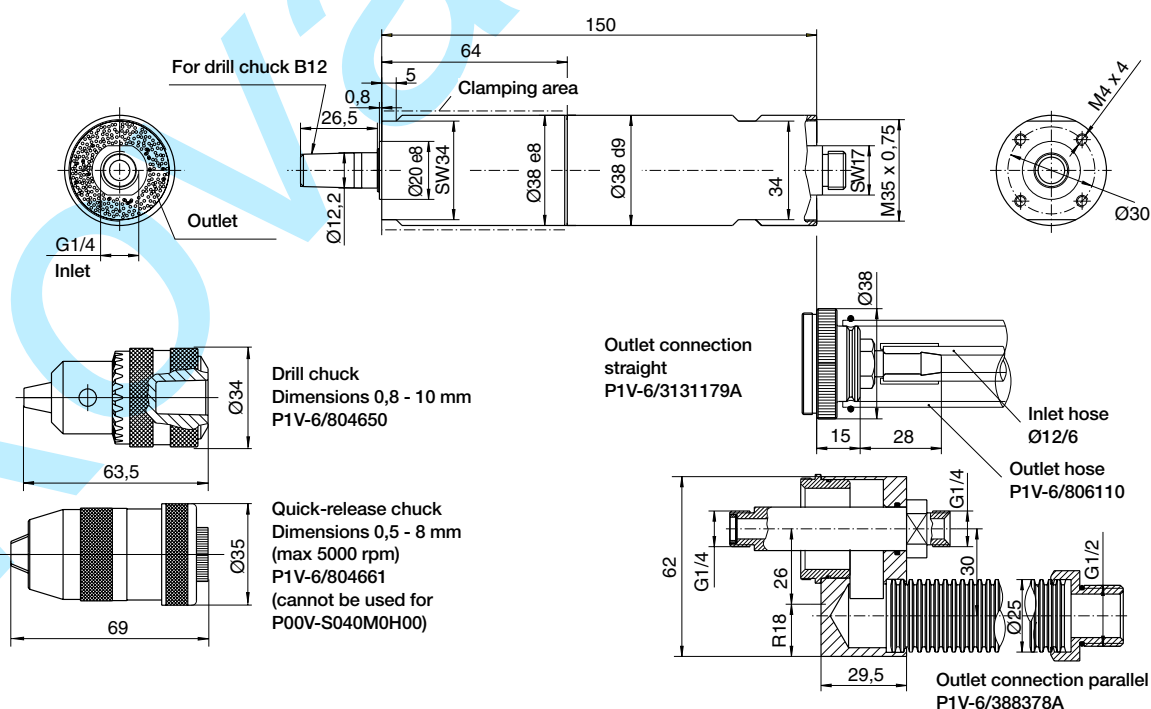 150
64
5
For drill chuck B12
Clamping area
0,8
26,5
M4 x 4
Ø12,2
Ø20 e8
SW34
Ø38 e8
Ø38 d9
34
SW17
M35 x 0,75
Ø30
Outlet
G1/4
Inlet
Ø38
Outlet connection
straight
P1V-6/3131179A
Inlet hose
Ø12/6
15
28
Outlet hose
P1V-6/806110
Drill chuck
Dimensions 0,8 - 10 mm
P1V-6/804650
Ø34
63,5
Quick-release chuck
Dimensions 0,5 - 8 mm
(max 5000 rpm)
P1V-6/804661
(cannot be used for
P00V-S040M0H00)
Ø35
69
62
G1/4
26
R18
29,5
G1/4
30
Ø25
G1/2
Outlet connection parallel
P1V-6/388378A